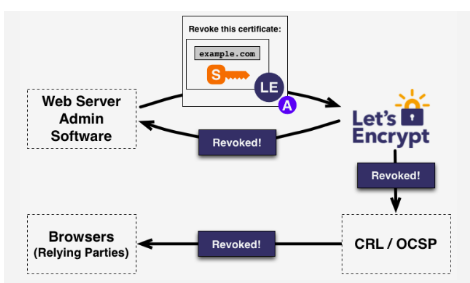 Revoke this certificate:
example.com
S
LE
A
Web Server
Admin
Software
Let's
Encrypt
Revoked!
Revoked!
Browsers
(Relying Parties)
Revoked!
CRL / OCSP